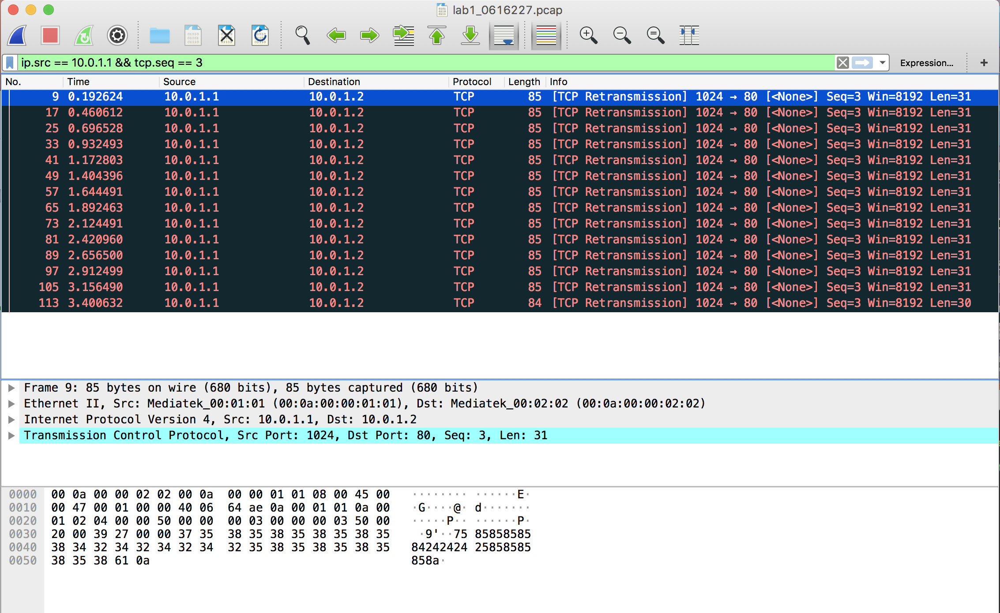 lab1_0616227.pcap
ip.src == 10.0.1.1 && tcp.seq == 3
Expression...
+
No. Time Source Destination Protocol Length Info
9 0.192624 10.0.1.1 10.0.1.2 TCP 85 [TCP Retransmission] 1024 → 80 [<None>] Seq=3 Win=8192 Len=31
17 0.460612 10.0.1.1 10.0.1.2 TCP 85 [TCP Retransmission] 1024 → 80 [<None>] Seq=3 Win=8192 Len=31
25 0.696528 10.0.1.1 10.0.1.2 TCP 85 [TCP Retransmission] 1024 → 80 [<None>] Seq=3 Win=8192 Len=31
33 0.932493 10.0.1.1 10.0.1.2 TCP 85 [TCP Retransmission] 1024 → 80 [<None>] Seq=3 Win=8192 Len=31
41 1.172803 10.0.1.1 10.0.1.2 TCP 85 [TCP Retransmission] 1024 → 80 [<None>] Seq=3 Win=8192 Len=31
49 1.404396 10.0.1.1 10.0.1.2 TCP 85 [TCP Retransmission] 1024 → 80 [<None>] Seq=3 Win=8192 Len=31
57 1.644491 10.0.1.1 10.0.1.2 TCP 85 [TCP Retransmission] 1024 → 80 [<None>] Seq=3 Win=8192 Len=31
65 1.892463 10.0.1.1 10.0.1.2 TCP 85 [TCP Retransmission] 1024 → 80 [<None>] Seq=3 Win=8192 Len=31
73 2.124491 10.0.1.1 10.0.1.2 TCP 85 [TCP Retransmission] 1024 → 80 [<None>] Seq=3 Win=8192 Len=31
81 2.420960 10.0.1.1 10.0.1.2 TCP 85 [TCP Retransmission] 1024 → 80 [<None>] Seq=3 Win=8192 Len=31
89 2.656500 10.0.1.1 10.0.1.2 TCP 85 [TCP Retransmission] 1024 → 80 [<None>] Seq=3 Win=8192 Len=31
97 2.912499 10.0.1.1 10.0.1.2 TCP 85 [TCP Retransmission] 1024 → 80 [<None>] Seq=3 Win=8192 Len=31
105 3.156490 10.0.1.1 10.0.1.2 TCP 85 [TCP Retransmission] 1024 → 80 [<None>] Seq=3 Win=8192 Len=31
113 3.400632 10.0.1.1 10.0.1.2 TCP 84 [TCP Retransmission] 1024 → 80 [<None>] Seq=3 Win=8192 Len=30
Frame 9: 85 bytes on wire (680 bits), 85 bytes captured (680 bits)
Ethernet II, Src: Mediatek_00:01:01 (00:0a:00:00:01:01), Dst: Mediatek_00:02:02 (00:0a:00:00:02:02)
Internet Protocol Version 4, Src: 10.0.1.1, Dst: 10.0.1.2
Transmission Control Protocol, Src Port: 1024, Dst Port: 80, Seq: 3, Len: 31
0000 00 0a 00 00 02 02 00 0a 00 00 01 01 08 00 45 00 ········ ······E·
0010 00 47 00 01 00 00 40 06 64 ae 0a 00 01 01 0a 00 ·G····@· d·······
0020 01 02 04 00 00 50 00 00 00 03 00 00 00 03 50 00 ·····P·· ······P·
0030 20 00 39 27 00 00 37 35 38 35 38 35 38 35 38 35 ·9'··75 85858585
0040 38 34 32 34 32 34 32 34 32 35 38 35 38 35 38 35 84242424 25858585
0050 38 35 38 61 0a 858a·